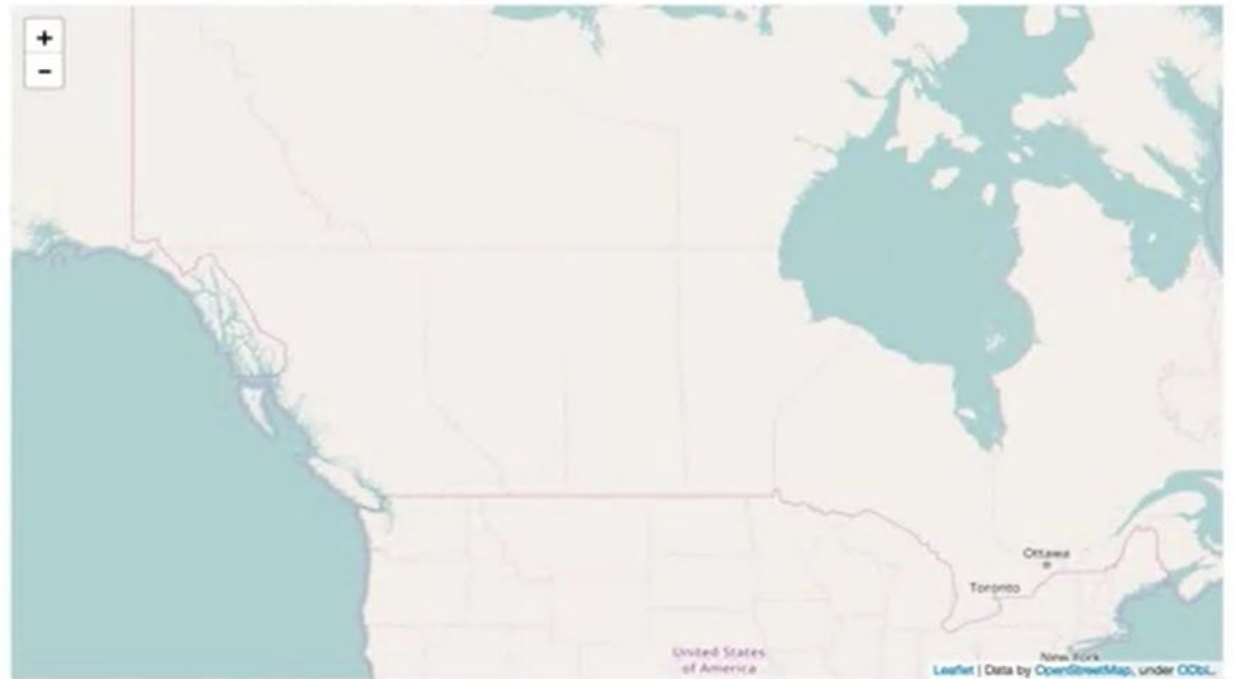 +
-
Ottawa
Toronto
United States
of America
New York
Leaflet | Data by OpenStreetMap, under ODbL.